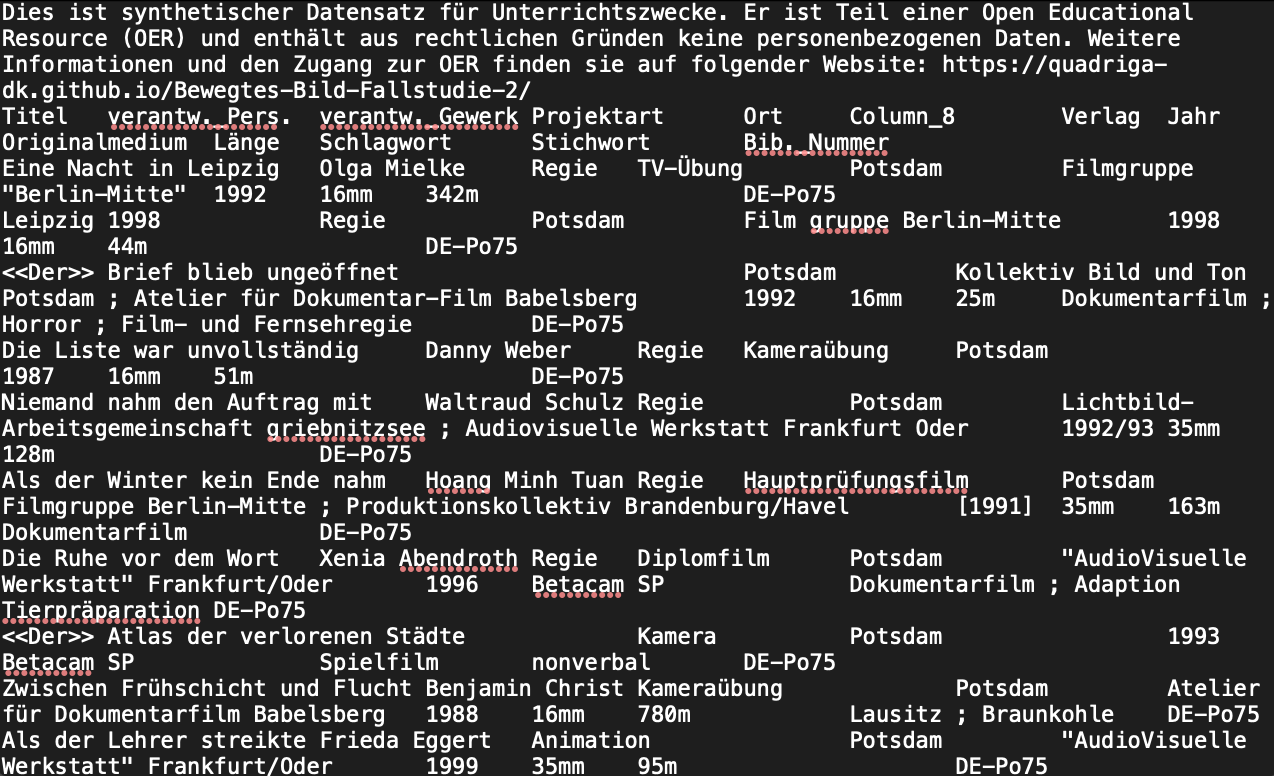 Dies ist synthetischer Datensatz für Unterrichtszwecke. Er ist Teil einer Open Educational
Resource (OER) und enthält aus rechtlichen Gründen keine personenbezogenen Daten. Weitere
Informationen und den Zugang zur OER finden sie auf folgender Website: https://quadriga-
dk.github.io/Bewegtes-Bild-Fallstudie-2/
Titel verantw._Pers. verantw._Gewerk Projektart Ort Column_8 Verlag Jahr
Originalmedium Länge Schlagwort Stichwort Bib._Nummer
Eine Nacht in Leipzig Olga Mielke Regie TV-Übung Potsdam Filmgruppe
"Berlin-Mitte" 1992 16mm 342m DE-Po75
Leipzig 1998 Regie Potsdam Film gruppe Berlin-Mitte 1998
16mm 44m DE-Po75
<<Der>> Brief blieb ungeöffnet Potsdam Kollektiv Bild und Ton
Potsdam ; Atelier für Dokumentar-Film Babelsberg 1992 16mm 25m Dokumentarfilm ;
Horror ; Film- und Fernsehregie DE-Po75
Die Liste war unvollständig Danny Weber Regie Kameraübung Potsdam
1987 16mm 51m DE-Po75
Niemand nahm den Auftrag mit Waltraud Schulz Regie Potsdam Lichtbild-
Arbeitsgemeinschaft griebnitzsee ; Audiovisuelle Werkstatt Frankfurt Oder 1992/93 35mm
128m DE-Po75
Als der Winter kein Ende nahm Hoang Minh Tuan Regie Hauptprüfungsfilm Potsdam
Filmgruppe Berlin-Mitte ; Produktionskollektiv Brandenburg/Havel [1991] 35mm 163m
Dokumentarfilm DE-Po75
Die Ruhe vor dem Wort Xenia Abendroth Regie Diplomfilm Potsdam "AudioVisuelle
Werkstatt" Frankfurt/Oder 1996 Betacam SP Dokumentarfilm ; Adaption
Tierpräparation DE-Po75
<<Der>> Atlas der verlorenen Städte Kamera Potsdam 1993
Betacam SP Spielfilm nonverbal DE-Po75
Zwischen Frühschicht und Flucht Benjamin Christ Kameraübung Potsdam Atelier
für Dokumentarfilm Babelsberg 1988 16mm 780m Lausitz ; Braunkohle DE-Po75
Als der Lehrer streikte Frieda Eggert Animation Potsdam "AudioVisuelle
Werkstatt" Frankfurt/Oder 1999 35mm 95m DE-Po75